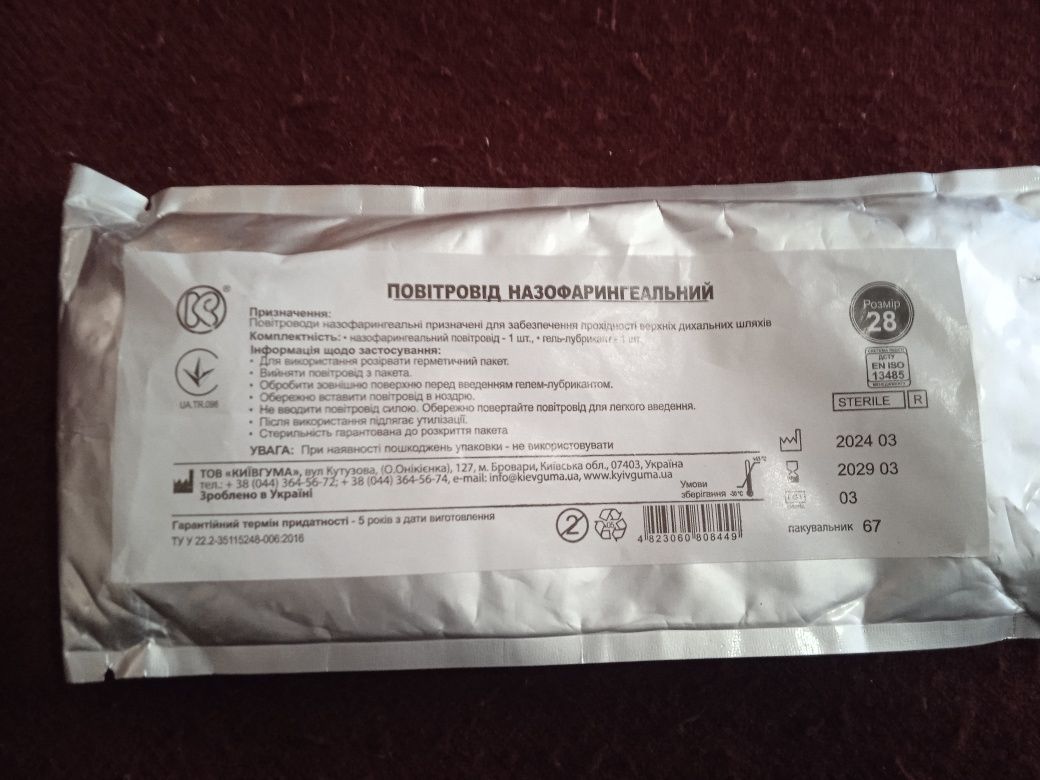 ПОВІТРОВІД НАЗОФАРИНГЕАЛЬНИЙ
Призначення:
Повітроводи назофарингеальні призначені для забезпечення прохідності верхніх дихальних шляхів
Комплектність: • назофарингеальний повітровід - 1 шт., • гель-лубрикант - 1 шт.
Інформація щодо застосування:
• Для використання розірвати герметичний пакет.
• Вийняти повітровід з пакета.
• Обробити зовнішню поверхню перед введенням гелем-лубрикантом.
• Обережно вставити повітровід в ноздрю.
• Не вводити повітровід силою. Обережно повертайте повітровід для легкого введення.
• Після використання підлягає утилізації.
• Стерильність гарантована до розкриття пакета
УВАГА: При наявності пошкоджень упаковки - не використовувати
UA.TR.098
ТОВ «КИЇВГУМА», вул Кутузова, (О.Онікієнка), 127, м. Бровари, Київська обл., 07403, Україна
тел.: + 38 (044) 364-56-72; + 38 (044) 364-56-74, e-mail: info@kievguma.ua, www.kyivguma.ua
Зроблено в Україні
Умови
зберігання -30°C
Гарантійний термін придатності - 5 років з дати виготовлення
ТУ У 22.2-35115248-006:2016
2
05
4 823060 808449
Розмір
28
ДСТУ
EN ISO
13485
STERILE R
2024 03
2029 03
03
пакувальник 67